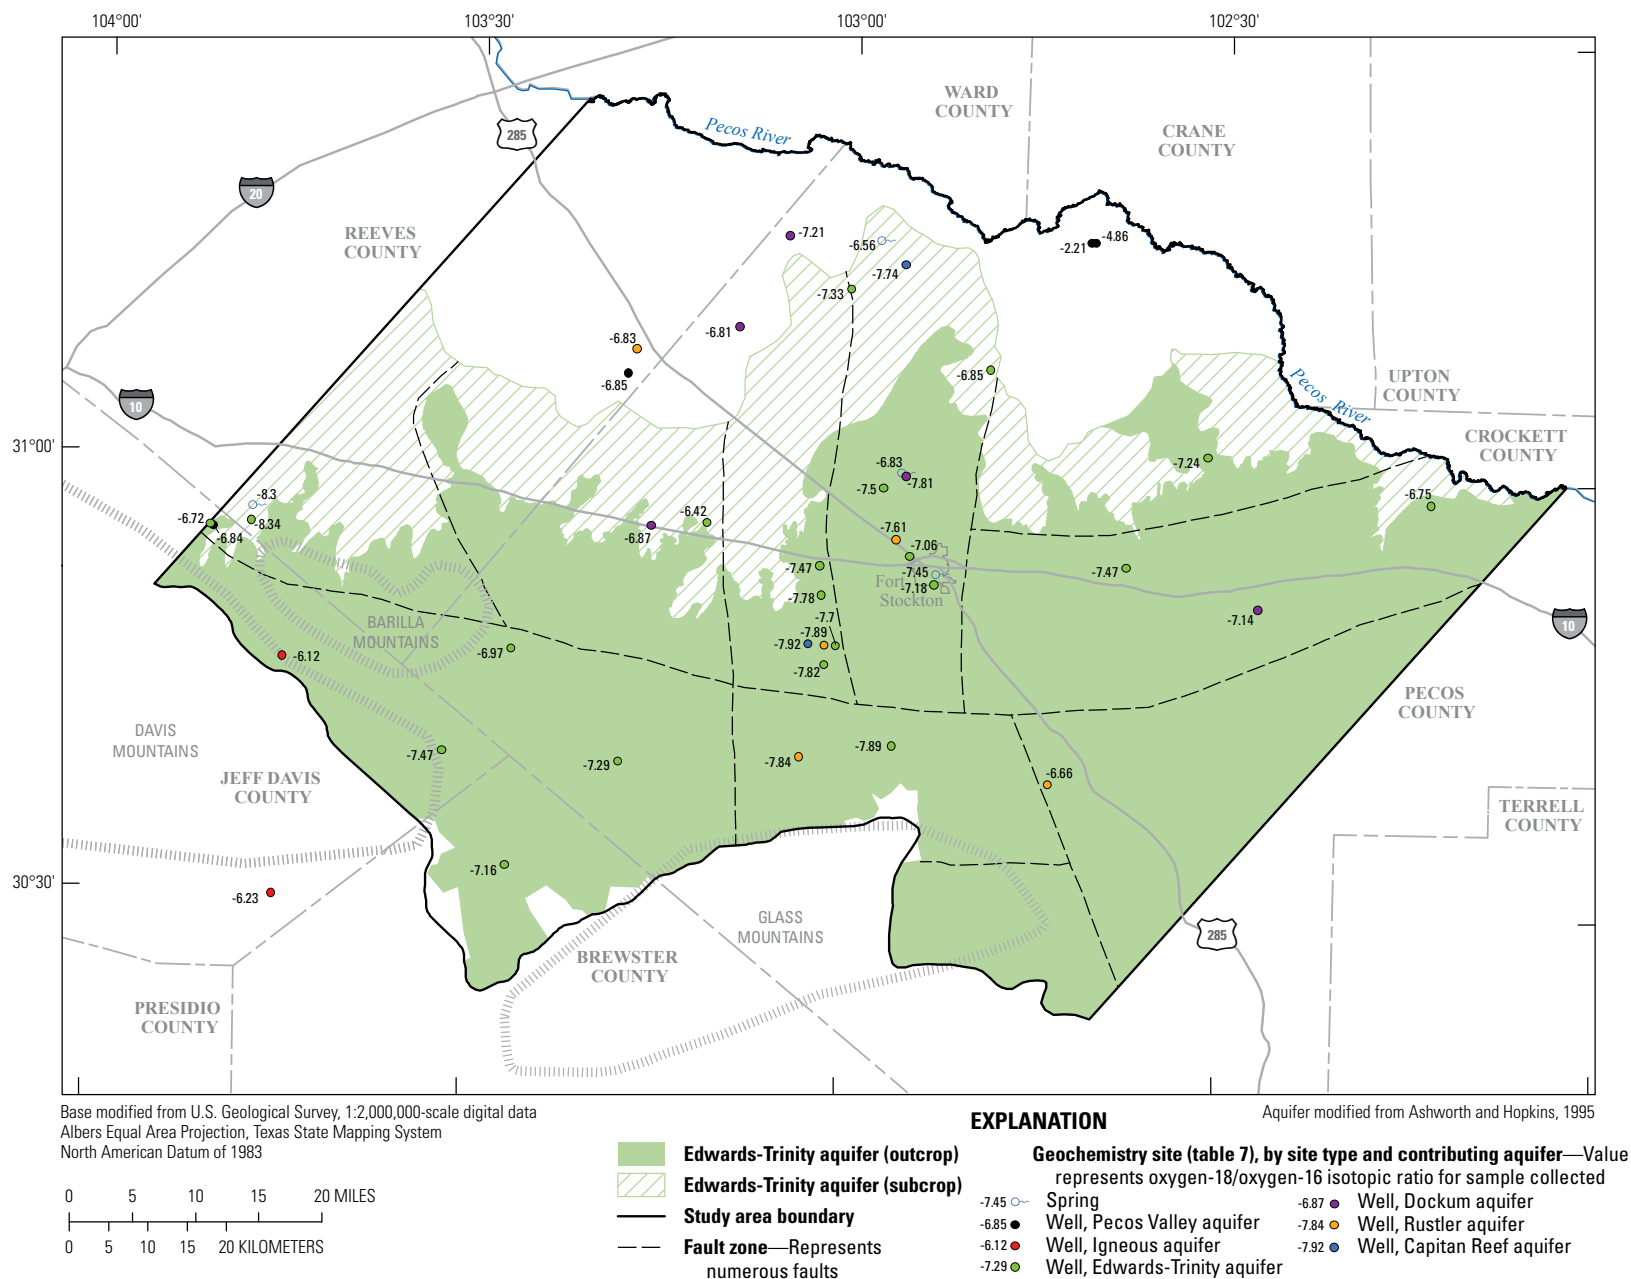 104°00'
103°30'
103°00'
102°30'
WARD
COUNTY
CRANE
COUNTY
Pecos River
285
20
REEVES
COUNTY
-7.21
-6.56
-7.74
-2.21
-4.86
-7.33
-6.81
-6.83
-6.85
-6.85
10
UPTON
COUNTY
Pecos River
CROCKETT
COUNTY
31°00'
-6.83
-7.81
-7.5
-7.24
-6.75
-8.3
-8.34
-6.72
-6.84
-6.42
-6.87
-7.61
-7.06
-7.45
-7.18
Fort
Stockton
-7.47
-7.47
-7.78
-7.7
-7.89
-7.92
-7.82
-7.14
10
BARILLA
MOUNTAINS
-6.12
-6.97
PECOS
COUNTY
DAVIS
MOUNTAINS
-7.47
-7.29
-7.84
-7.89
-6.66
JEFF DAVIS
COUNTY
TERRELL
COUNTY
-7.16
30°30'
-6.23
GLASS
MOUNTAINS
285
BREWSTER
COUNTY
PRESIDIO
COUNTY
Base modified from U.S. Geological Survey, 1:2,000,000-scale digital data
Albers Equal Area Projection, Texas State Mapping System
North American Datum of 1983
Aquifer modified from Ashworth and Hopkins, 1995
0 5 10 15 20 MILES
0 5 10 15 20 KILOMETERS
EXPLANATION
Edwards-Trinity aquifer (outcrop)
Edwards-Trinity aquifer (subcrop)
Study area boundary
Fault zone—Represents
numerous faults
Geochemistry site (table 7), by site type and contributing aquifer—Value
represents oxygen-18/oxygen-16 isotopic ratio for sample collected
-7.45 Spring
-6.85 Well, Pecos Valley aquifer
-6.12 Well, Igneous aquifer
-7.29 Well, Edwards-Trinity aquifer
-6.87 Well, Dockum aquifer
-7.84 Well, Rustler aquifer
-7.92 Well, Capitan Reef aquifer